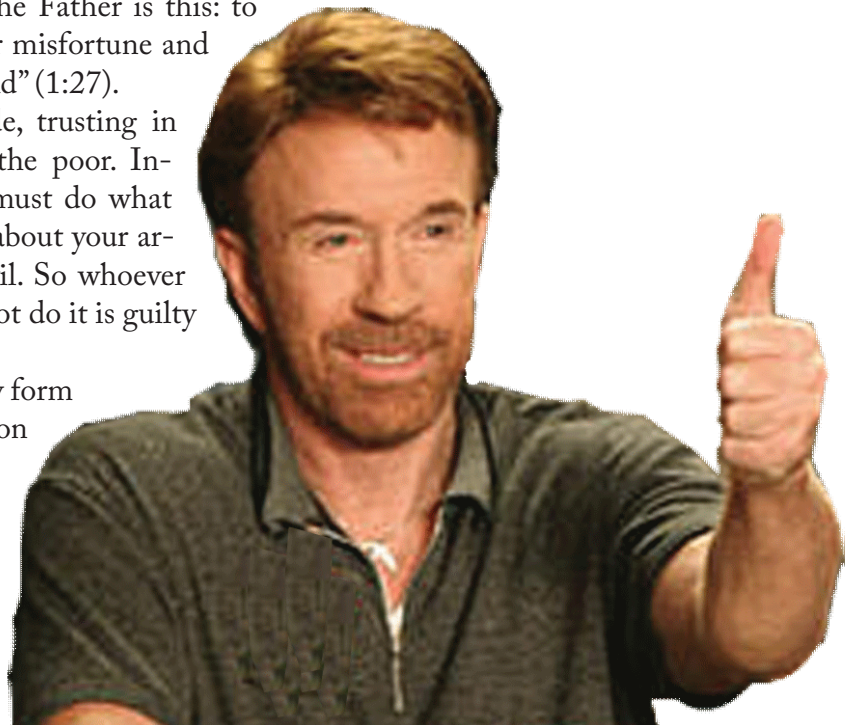 he Father is this: to
misfortune and
d” (1:27).
trusting in
the poor. In-
must do what
about your ar-
il. So whoever
ot do it is guilty
form
on